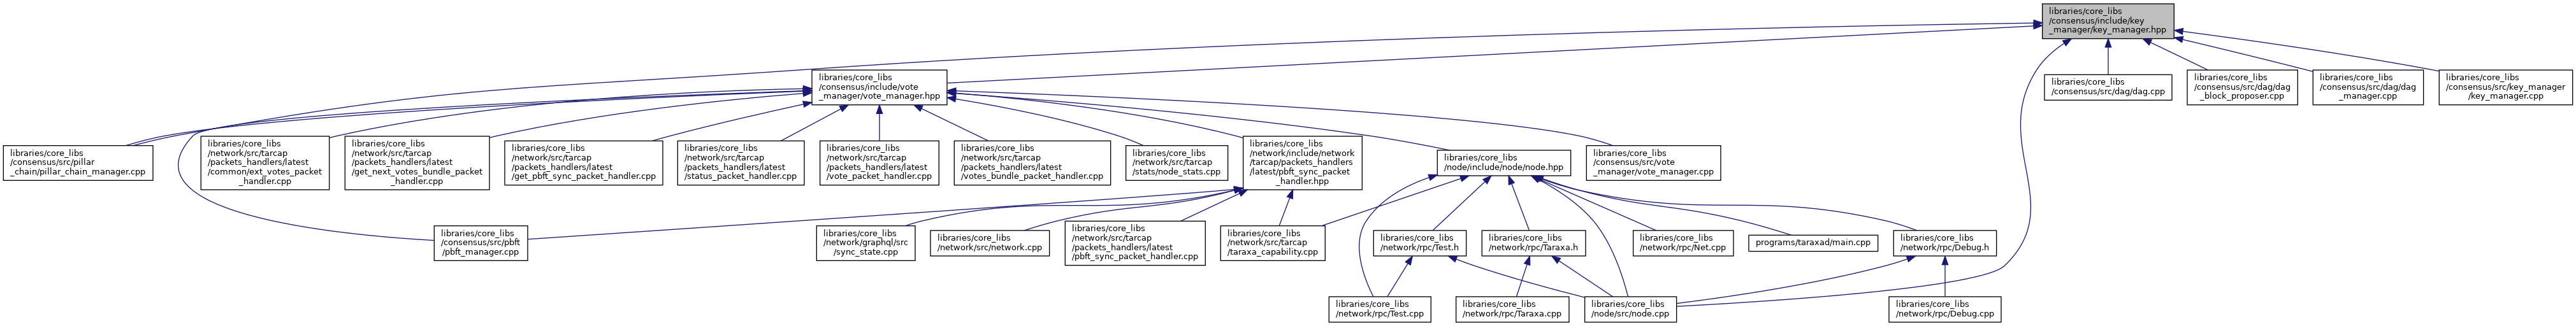 libraries/core_libs
/consensus/include/key
_manager/key_manager.hpp
libraries/core_libs
/consensus/include/vote
_manager/vote_manager.hpp
libraries/core_libs
/consensus/src/dag/dag.cpp
libraries/core_libs
/consensus/src/dag/dag
_block_proposer.cpp
libraries/core_libs
/consensus/src/dag/dag
_manager.cpp
libraries/core_libs
/consensus/src/key_manager
/key_manager.cpp
libraries/core_libs
/consensus/src/pillar
_chain/pillar_chain_manager.cpp
libraries/core_libs
/network/src/tarcap
/packets_handlers/latest
/common/ext_votes_packet
_handler.cpp
libraries/core_libs
/network/src/tarcap
/packets_handlers/latest
/get_next_votes_bundle_packet
_handler.cpp
libraries/core_libs
/network/src/tarcap
/packets_handlers/latest
/get_pbft_sync_packet_handler.cpp
libraries/core_libs
/network/src/tarcap
/packets_handlers/latest
/status_packet_handler.cpp
libraries/core_libs
/network/src/tarcap
/packets_handlers/latest
/vote_packet_handler.cpp
libraries/core_libs
/network/src/tarcap
/packets_handlers/latest
/votes_bundle_packet_handler.cpp
libraries/core_libs
/network/src/tarcap
/stats/node_stats.cpp
libraries/core_libs
/network/include/network
/tarcap/packets_handlers
/latest/pbft_sync_packet
_handler.hpp
libraries/core_libs
/node/include/node/node.hpp
libraries/core_libs
/consensus/src/vote
_manager/vote_manager.cpp
libraries/core_libs
/consensus/src/pbft
/pbft_manager.cpp
libraries/core_libs
/network/graphql/src
/sync_state.cpp
libraries/core_libs
/network/src/network.cpp
libraries/core_libs
/network/src/tarcap
/packets_handlers/latest
/pbft_sync_packet_handler.cpp
libraries/core_libs
/network/src/tarcap
/taraxa_capability.cpp
libraries/core_libs
/network/rpc/Test.h
libraries/core_libs
/network/rpc/Taraxa.h
libraries/core_libs
/network/rpc/Net.cpp
programs/taraxad/main.cpp
libraries/core_libs
/network/rpc/Debug.h
libraries/core_libs
/network/rpc/Test.cpp
libraries/core_libs
/network/rpc/Taraxa.cpp
libraries/core_libs
/node/src/node.cpp
libraries/core_libs
/network/rpc/Debug.cpp